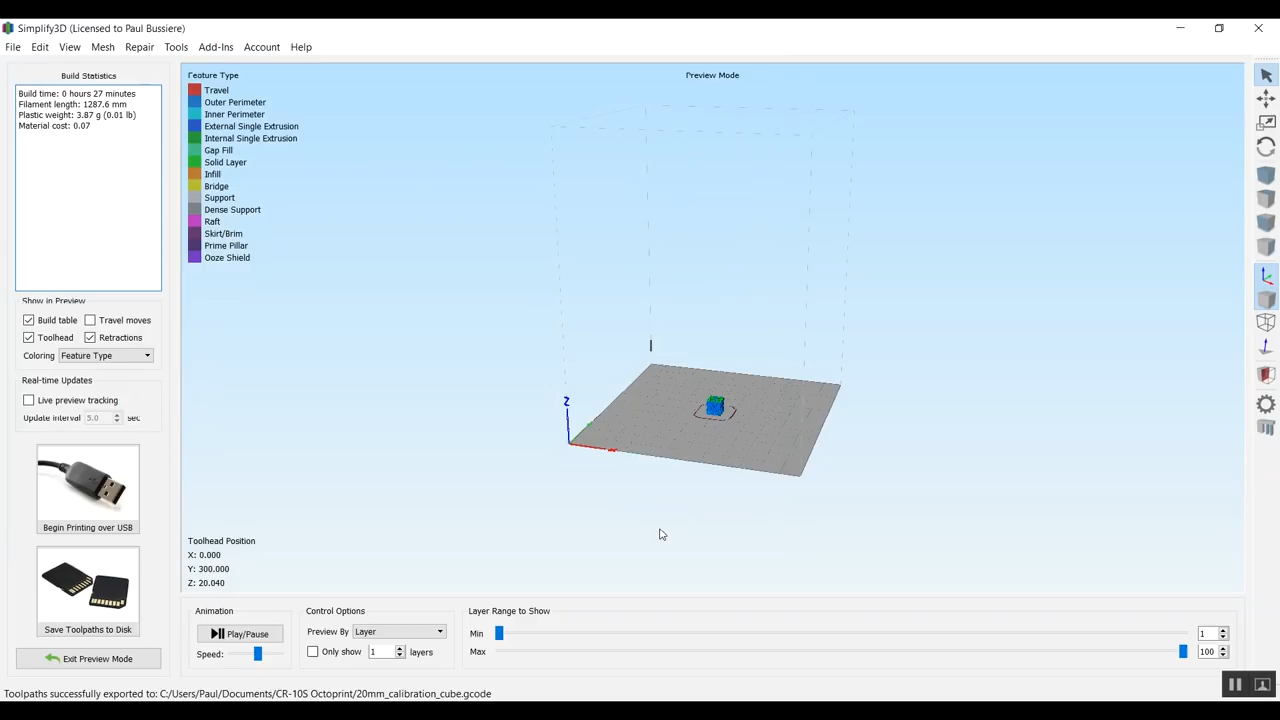 Simplify3D (Licensed to Paul Bussiere)
File Edit View Mesh Repair Tools Add-Ins Account Help
Build Statistics
Build time: 0 hours 27 minutes
Filament length: 1287.6 mm
Plastic weight: 3.87 g (0.01 lb)
Material cost: 0.07
Show in Preview
Build table
Travel moves
Toolhead
Retractions
Coloring Feature Type
Real-time Updates
Live preview tracking
Update interval 5.0 sec
Begin Printing over USB
Save Toolpaths to Disk
Exit Preview Mode
Feature Type
Travel
Outer Perimeter
Inner Perimeter
External Single Extrusion
Internal Single Extrusion
Gap Fill
Solid Layer
Infill
Bridge
Support
Dense Support
Raft
Skirt/Brim
Prime Pillar
Ooze Shield
Preview Mode
Z
Toolhead Position
X: 0.000
Y: 300.000
Z: 20.040
Animation
Play/Pause
Speed:
Control Options
Preview By Layer
Only show 1 layers
Layer Range to Show
Min 1
Max 100
Toolpaths successfully exported to: C:/Users/Paul/Documents/CR-10S Octoprint/20mm_calibration_cube.gcode